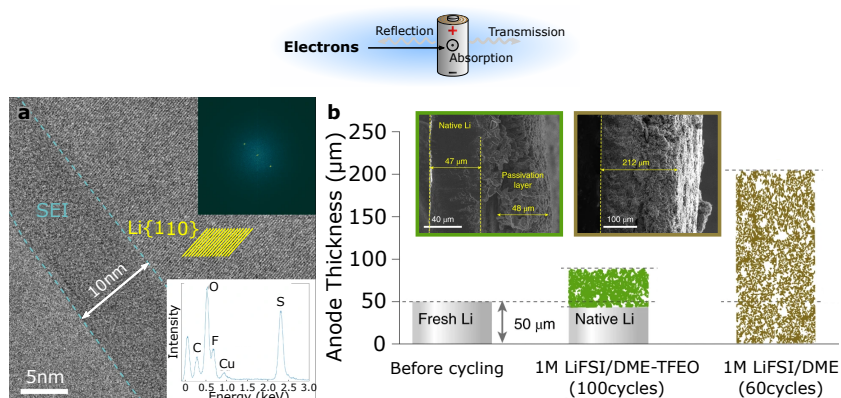 Reflection
Transmission
Electrons
+
Absorption
−
a
SEI
Li{110}
10nm
5nm
Intensity
C
O
F
Cu
S
0 0.5 1.0 1.5 2.0 2.5 3.0
Energy (keV)
b
Anode Thickness (μm)
250
200
150
100
50
0
Native Li
47 μm
Passivation
layer
48 μm
40 μm
212 μm
100 μm
Fresh Li
50 μm
Native Li
Before cycling
1M LiFSI/DME-TFEO
(100cycles)
1M LiFSI/DME
(60cycles)